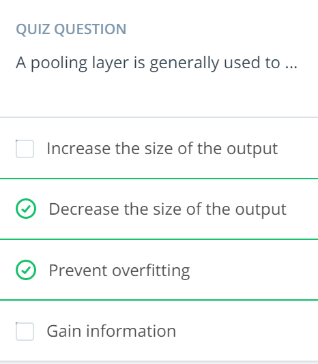 QUIZ QUESTION
A pooling layer is generally used to ...
Increase the size of the output
Decrease the size of the output
Prevent overfitting
Gain information